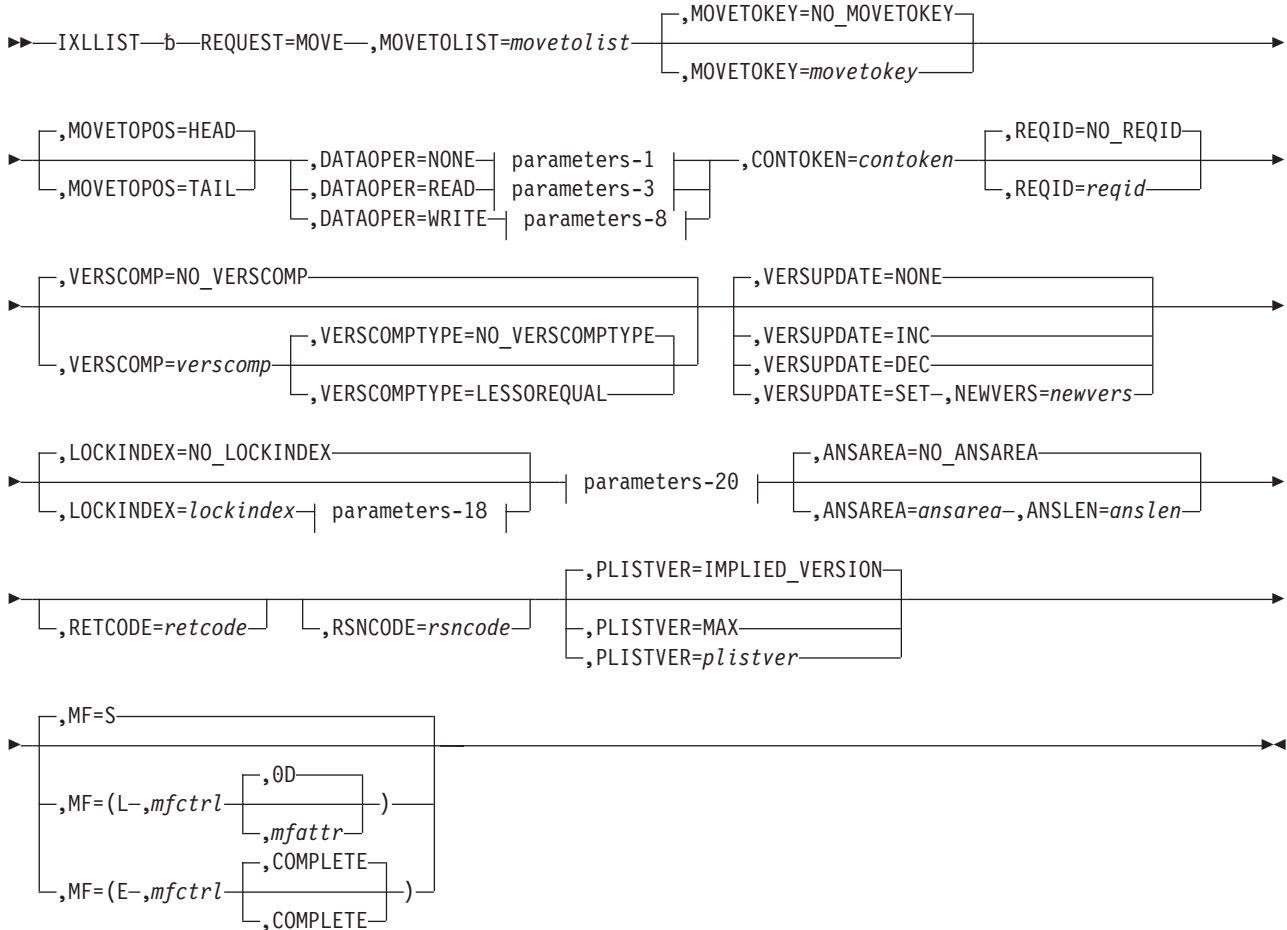 ,MOVETOKEY=NO_MOVETOKEY
IXLLIST ƀ REQUEST=MOVE ,MOVETOLIST=movetolist
,MOVETOKEY=movetokey
,MOVETOPOS=HEAD ,REQID=NO_REQID
,DATAOPER=NONE parameters-1 ,CONTOKEN=contoken
,MOVETOPOS=TAIL ,DATAOPER=READ parameters-3 ,REQID=reqid
,DATAOPER=WRITE parameters-8
,VERSCOMP=NO_VERSCOMP ,VERSUPDATE=NONE
,VERSCOMPTYPE=NO_VERSCOMPTYPE ,VERSUPDATE=INC
,VERSCOMP=verscomp ,VERSUPDATE=DEC
,VERSCOMPTYPE=LESSOREQUAL ,VERSUPDATE=SET ,NEWVERS=newvers
,LOCKINDEX=NO_LOCKINDEX ,ANSAREA=NO_ANSAREA
parameters-20
,LOCKINDEX=lockindex parameters-18 ,ANSAREA=ansarea ,ANSLEN=anslen
,PLISTVER=IMPLIED_VERSION
,RETCODE=retcode ,RSNCODE=rsncode ,PLISTVER=MAX
,PLISTVER=plistver
,MF=S
,0D
,MF=(L ,mfctrl )
,mfattr
,COMPLETE
,MF=(E ,mfctrl )
,COMPLETE